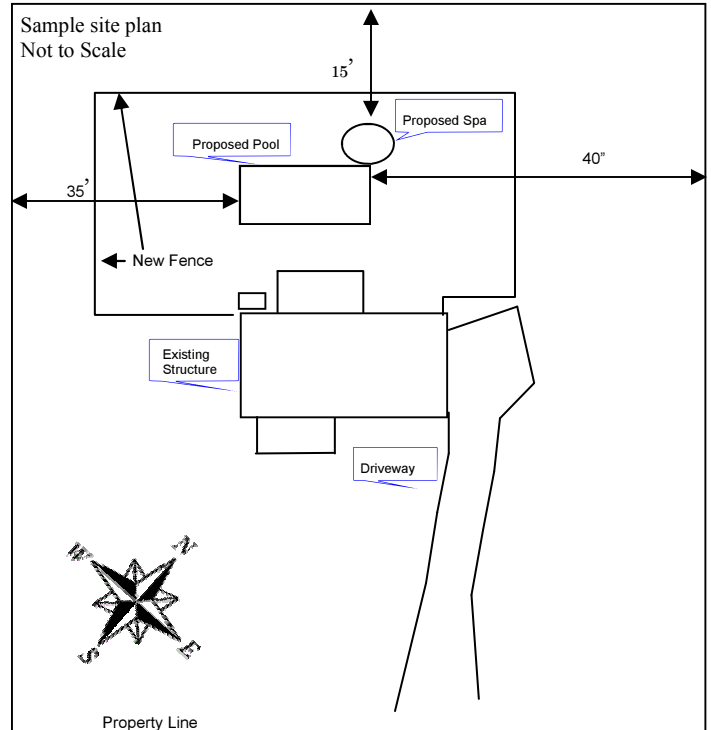 Sample site plan
Not to Scale
15’
Proposed Spa
Proposed Pool
40”
35’
New Fence
Existing
Structure
Driveway
W
N
S
E
Property Line